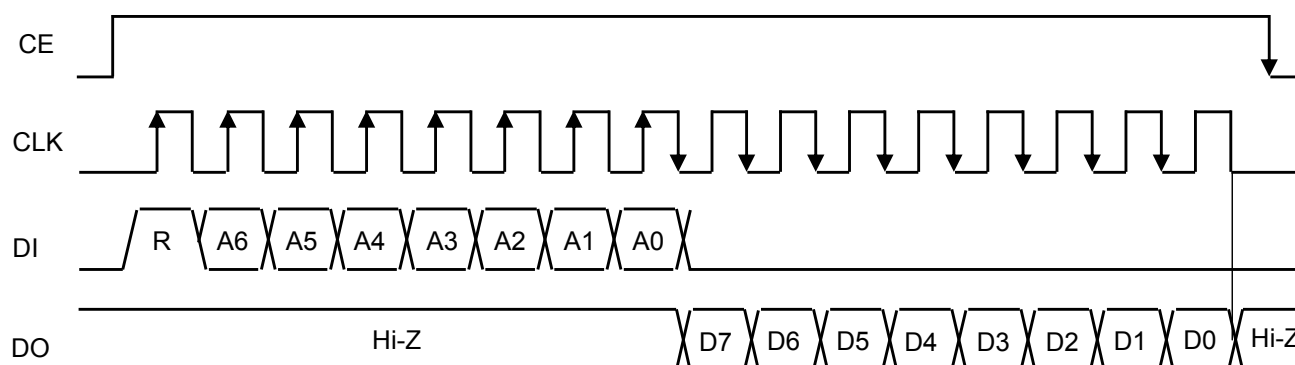 CE
CLK
DI R A6 A5 A4 A3 A2 A1 A0
DO Hi-Z D7 D6 D5 D4 D3 D2 D1 D0 Hi-Z